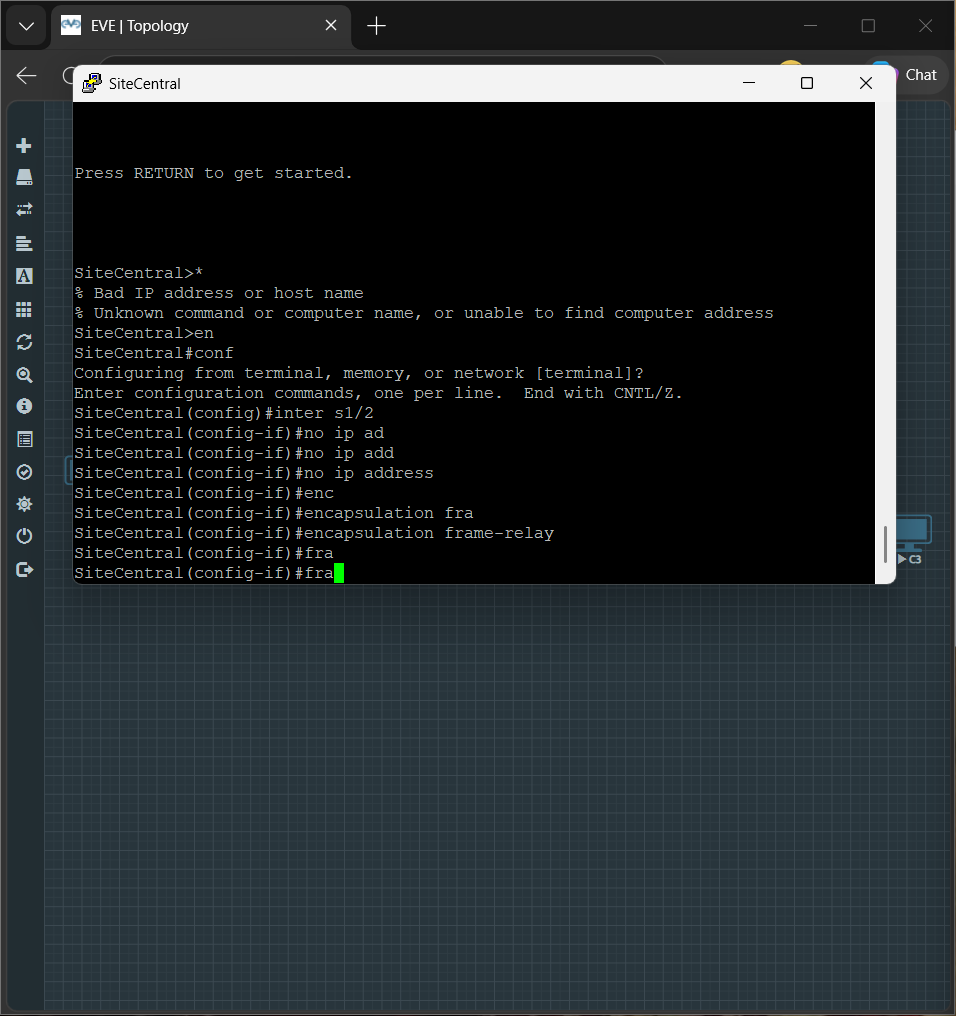 EVE | Topology
Chat
SiteCentral
Press RETURN to get started.
SiteCentral>*
% Bad IP address or host name
% Unknown command or computer name, or unable to find computer address
SiteCentral>en
SiteCentral#conf
Configuring from terminal, memory, or network [terminal]?
Enter configuration commands, one per line.  End with CNTL/Z.
SiteCentral(config)#inter s1/2
SiteCentral(config-if)#no ip ad
SiteCentral(config-if)#no ip add
SiteCentral(config-if)#no ip address
SiteCentral(config-if)#enc
SiteCentral(config-if)#encapsulation fra
SiteCentral(config-if)#encapsulation frame-relay
SiteCentral(config-if)#fra
SiteCentral(config-if)#fra
C3